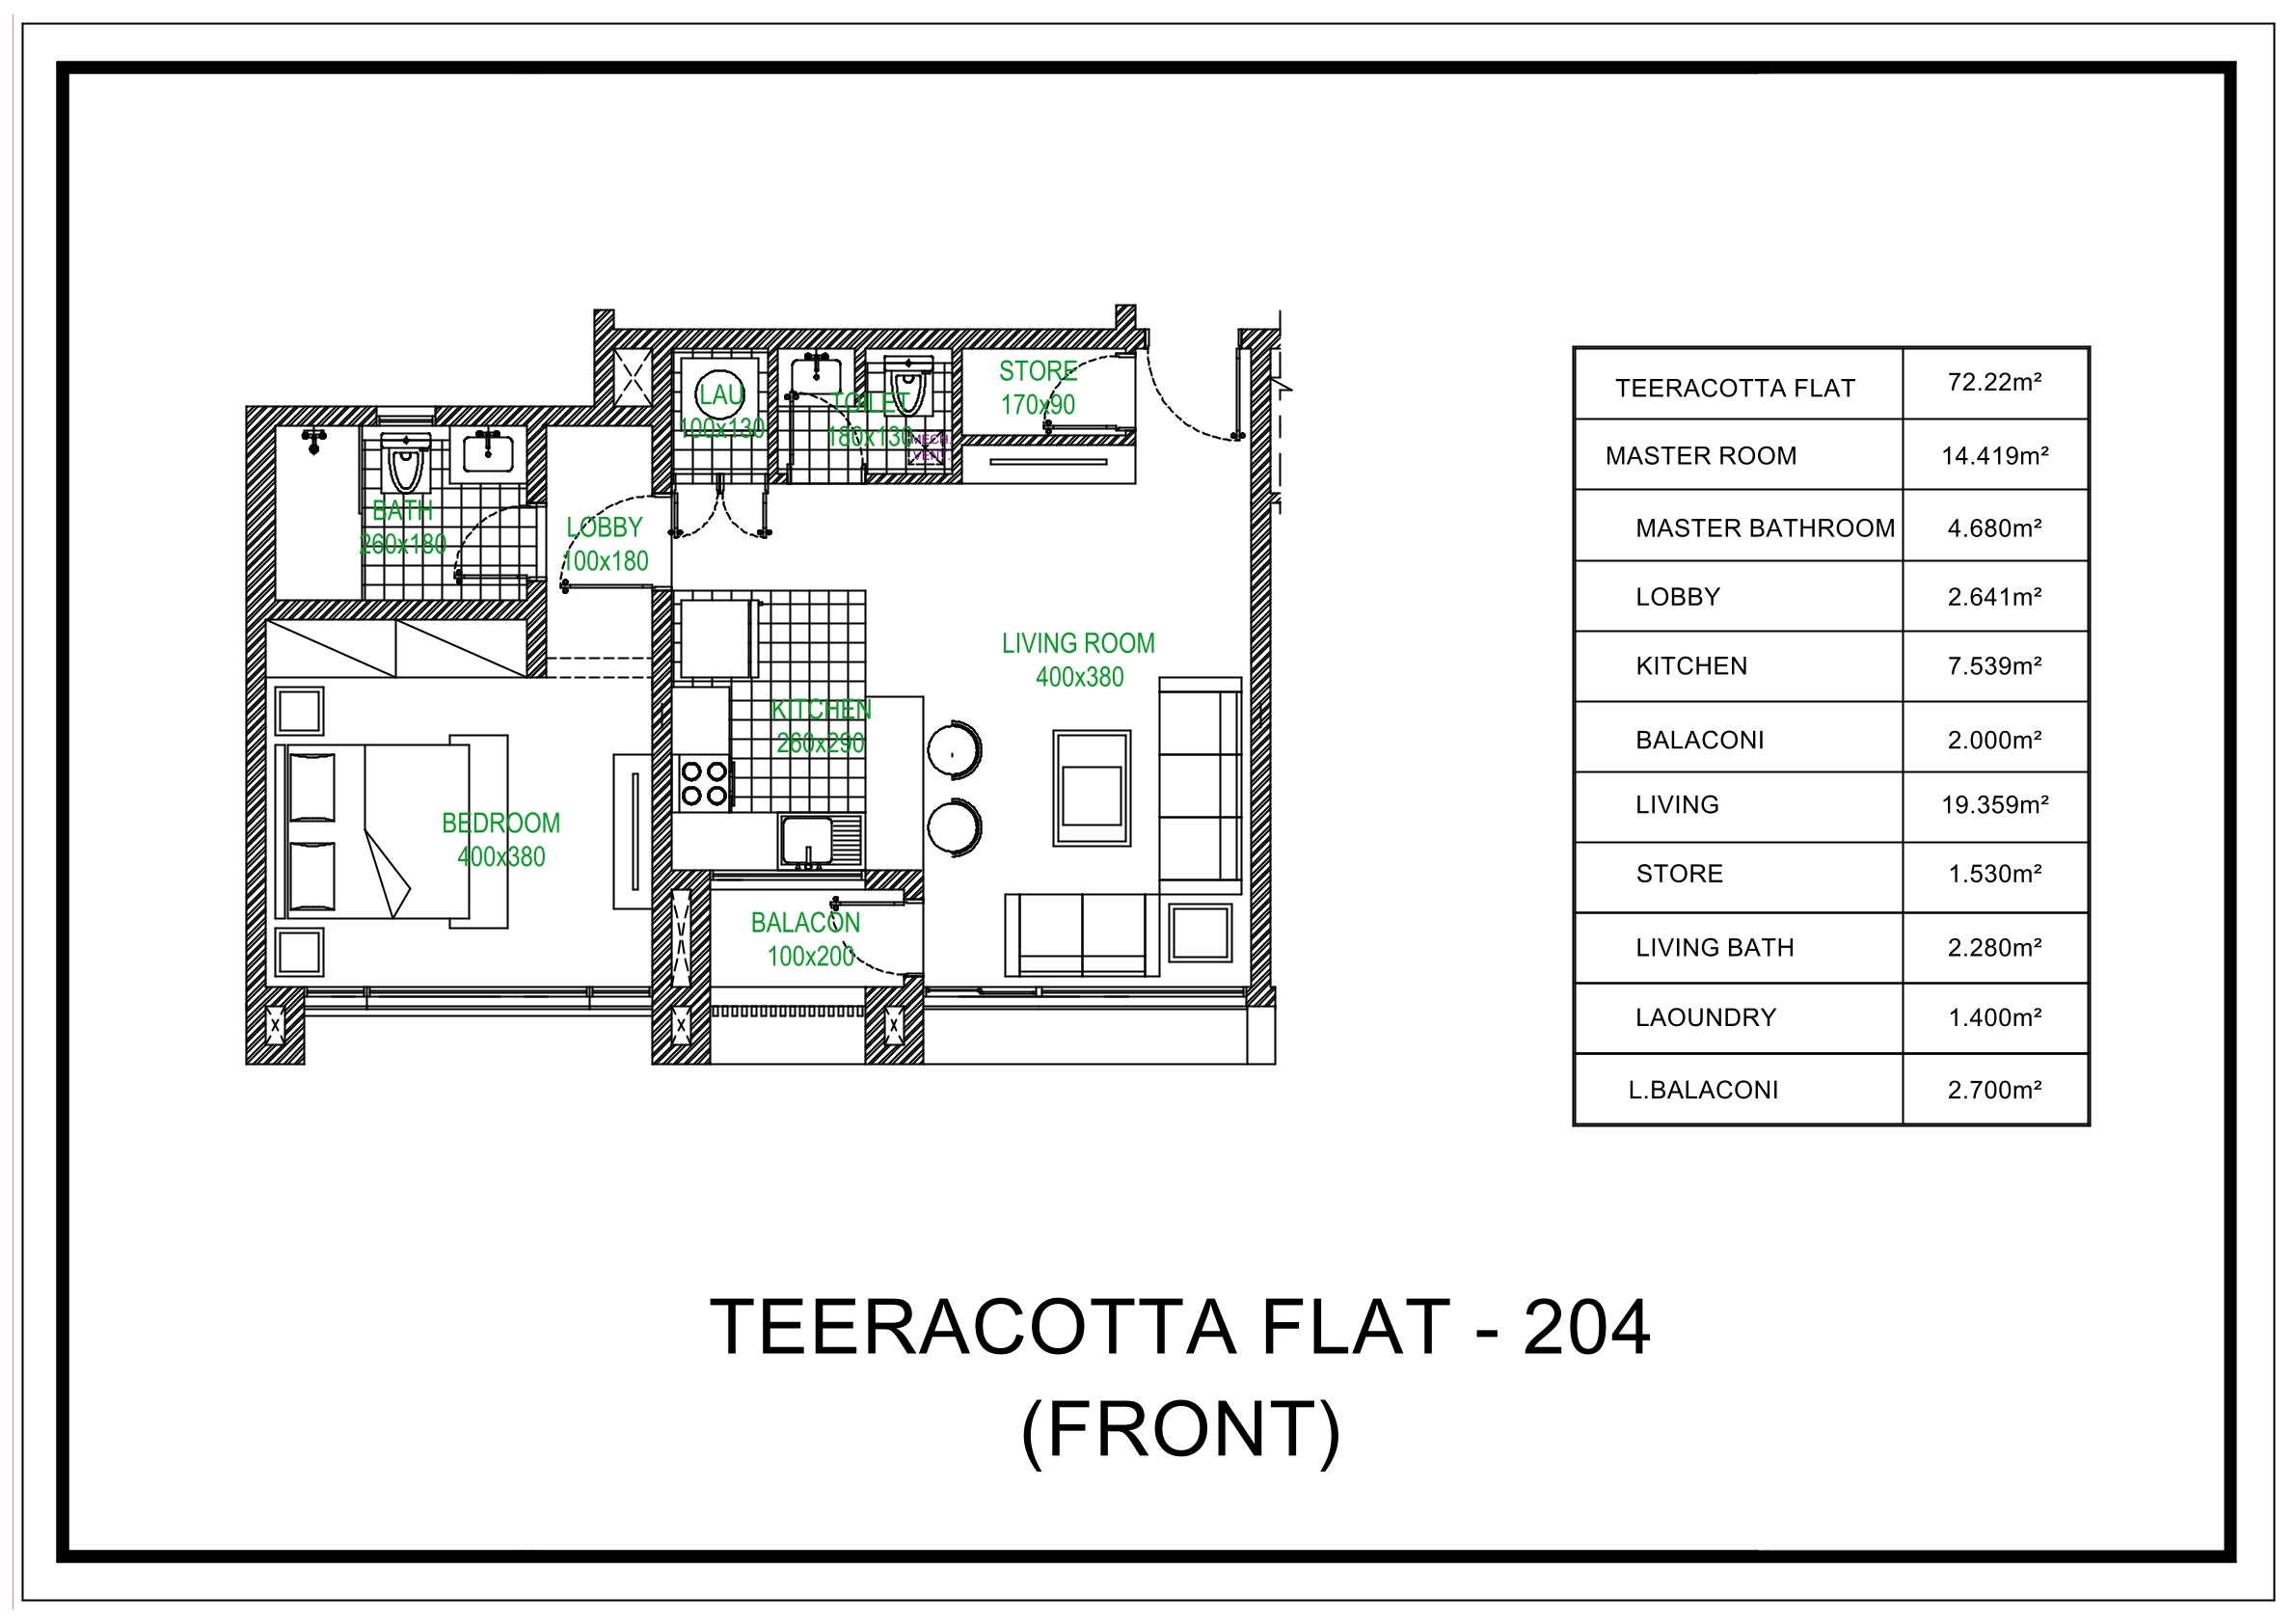 LAU
100x130
TOILET
180x130
MECH.
VENT.
STORE
170x90
BATH
260x180
LOBBY
100x180
LIVING ROOM
400x380
KITCHEN
260x290
BEDROOM
400x380
BALACON
100x200
TEERACOTTA FLAT 72.22m²
MASTER ROOM 14.419m²
MASTER BATHROOM 4.680m²
LOBBY 2.641m²
KITCHEN 7.539m²
BALACONI 2.000m²
LIVING 19.359m²
STORE 1.530m²
LIVING BATH 2.280m²
LAOUNDRY 1.400m²
L.BALACONI 2.700m²
TEERACOTTA FLAT - 204
(FRONT)